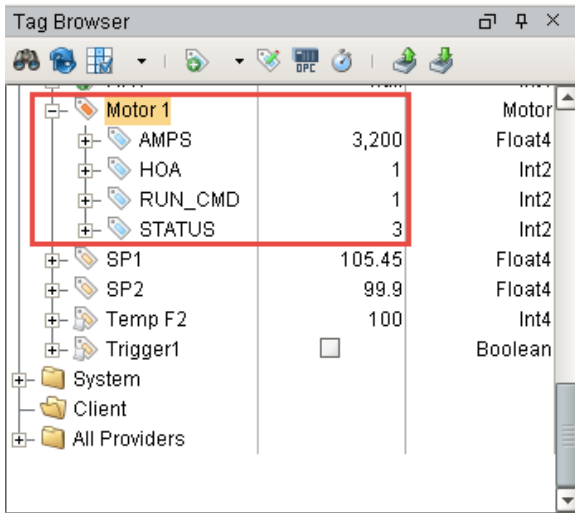 Tag Browser
OPC
Motor 1 Motor
AMPS 3,200 Float4
HOA 1 Int2
RUN_CMD 1 Int2
STATUS 3 Int2
SP1 105.45 Float4
SP2 99.9 Float4
Temp F2 100 Int4
Trigger1 Boolean
System
Client
All Providers